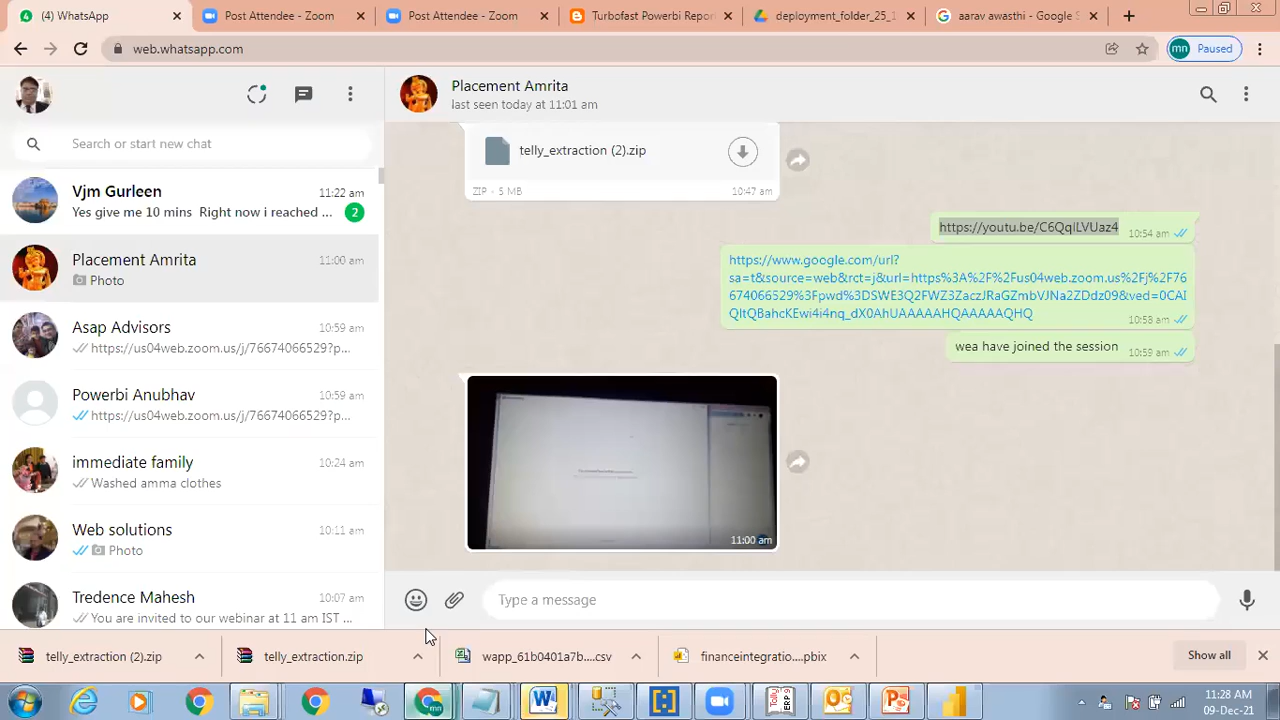 (4) WhatsApp
Post Attendee - Zoom
Post Attendee - Zoom
Turbofast Powerbi Repor
deployment_folder_25_1
aarav awasthi - Google S
web.whatsapp.com
mn
Paused
Placement Amrita
last seen today at 11:01 am
Search or start new chat
Vjm Gurleen
11:22 am
Yes give me 10 mins Right now i reached ...
2
Placement Amrita
11:00 am
Photo
Asap Advisors
10:59 am
https://us04web.zoom.us/j/76674066529?p...
Powerbi Anubhav
10:59 am
https://us04web.zoom.us/j/76674066529?p...
immediate family
10:24 am
Washed amma clothes
Web solutions
10:11 am
Photo
Tredence Mahesh
10:07 am
You are invited to our webinar at 11 am IST ...
telly_extraction (2).zip
ZIP • 5 MB
10:47 am
https://youtu.be/C6QqILVUaz4
10:54 am
https://www.google.com/url?
sa=t&source=web&rct=j&url=https%3A%2F%2Fus04web.zoom.us%2Fj%2F76
674066529%3Fpwd%3DSWE3Q2FWZ3ZaczJRaGZmbVJNa2ZDdz09&ved=0CAI
QItQBahcKEwi4i4nq_dX0AhUAAAAAHQAAAAAQHQ
10:58 am
wea have joined the session
10:59 am
11:00 am
Type a message
telly_extraction (2).zip
telly_extraction.zip
wapp_61b0401a7b....csv
financeintegratio....pbix
Show all
mn
11:28 AM
09-Dec-21